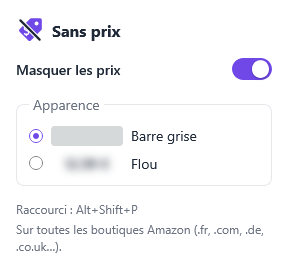 Sans prix
Masquer les prix
Apparence
Barre grise
Flou
Raccourci : Alt+Shift+P
Sur toutes les boutiques Amazon (.fr, .com, .de,
.co.uk...).